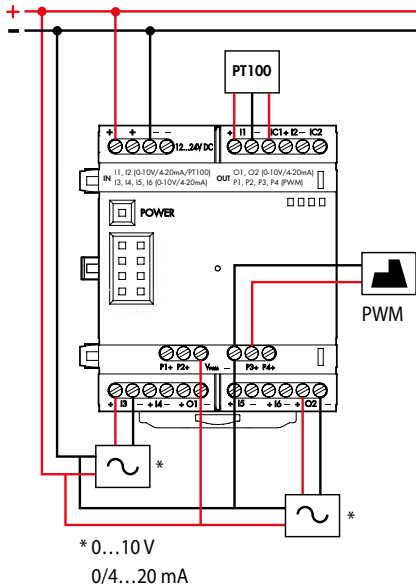 +
−
PT100
+ + − − 12...24V DC
+ I1 − IC1 + I2 − IC2
IN I1, I2 (0-10V/4-20mA/PT100)
I3, I4, I5, I6 (0-10V/4-20mA)
OUT O1, O2 (0-10V/4-20mA)
P1, P2, P3, P4 (PWM)
POWER
PWM
P1+ P2+ VPWM − P3+ P4+
+ I3 − + I4 − + O1 −
+ I5 − + I6 − + O2 −
*
*
* 0...10 V
0/4...20 mA